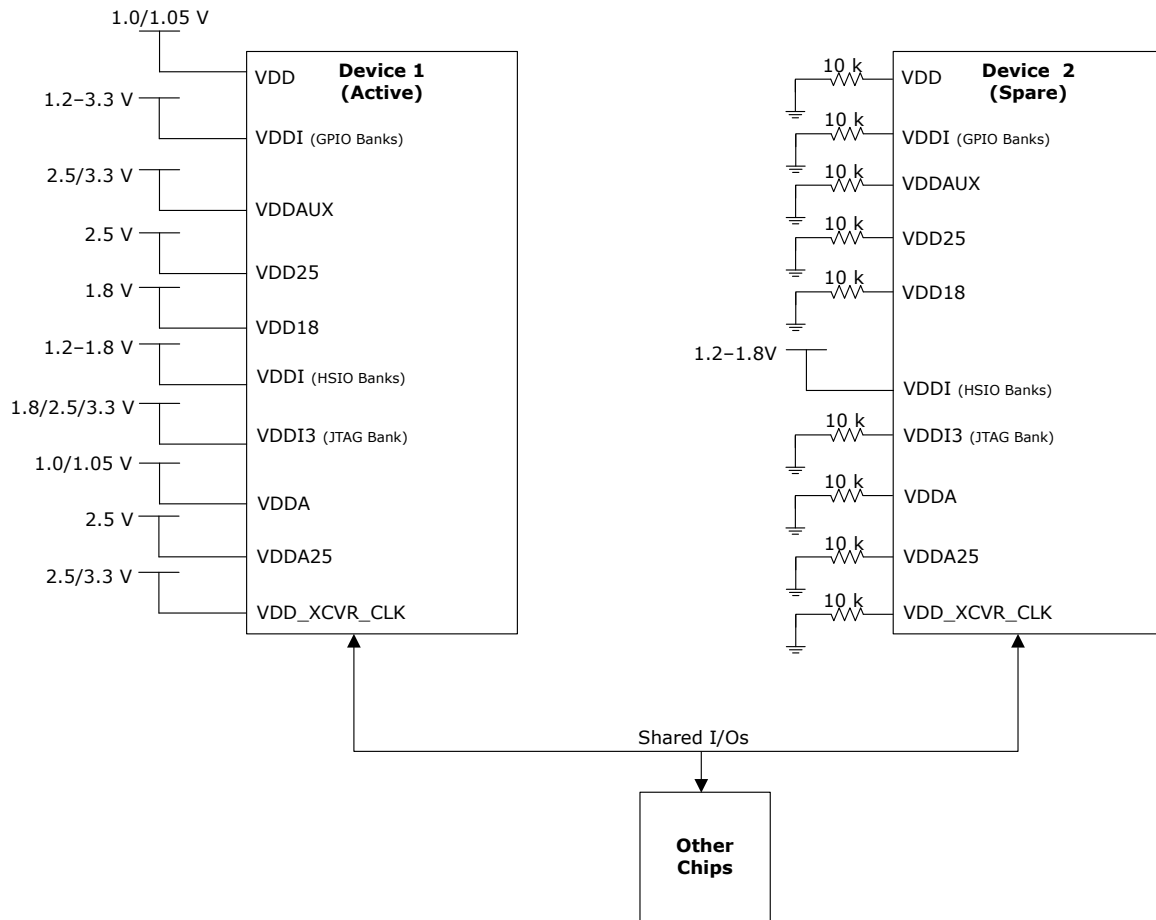 1.0/1.05 V
VDD
Device 1
(Active)
1.2–3.3 V
VDDI (GPIO Banks)
2.5/3.3 V
VDDAUX
2.5 V
VDD25
1.8 V
VDD18
1.2–1.8 V
VDDI (HSIO Banks)
1.8/2.5/3.3 V
VDDI3 (JTAG Bank)
1.0/1.05 V
VDDA
2.5 V
VDDA25
2.5/3.3 V
VDD_XCVR_CLK
Device 2
(Spare)
10 k
VDD
10 k
VDDI (GPIO Banks)
10 k
VDDAUX
10 k
VDD25
10 k
VDD18
1.2–1.8V
VDDI (HSIO Banks)
10 k
VDDI3 (JTAG Bank)
10 k
VDDA
10 k
VDDA25
10 k
VDD_XCVR_CLK
Shared I/Os
Other
Chips